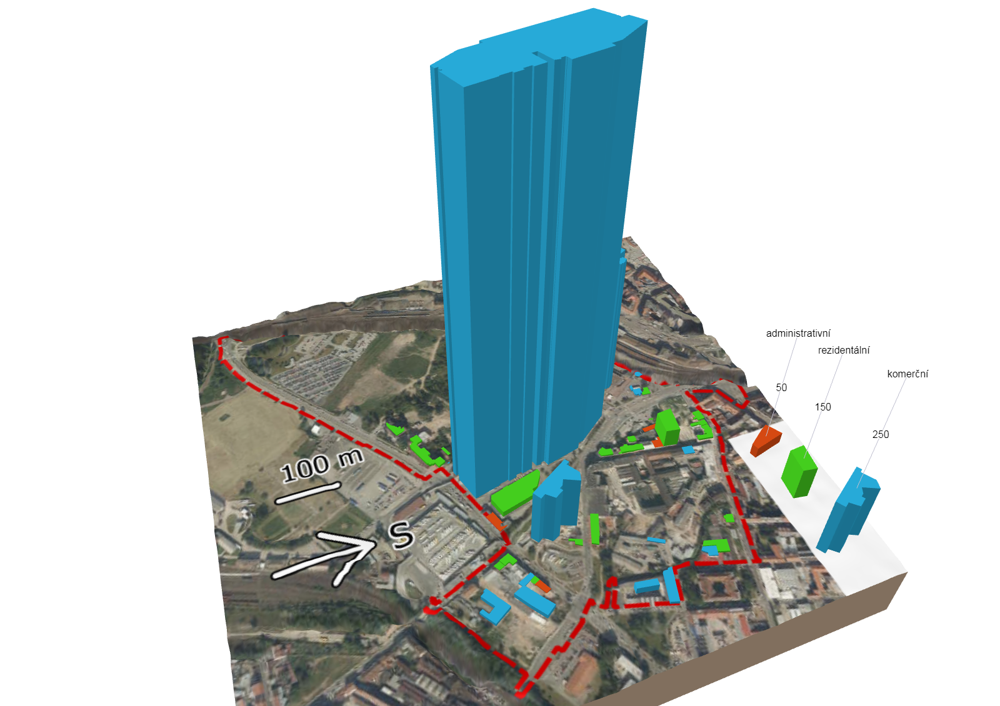 administrativní
rezidentální
komerční
50
150
250
100 m
S